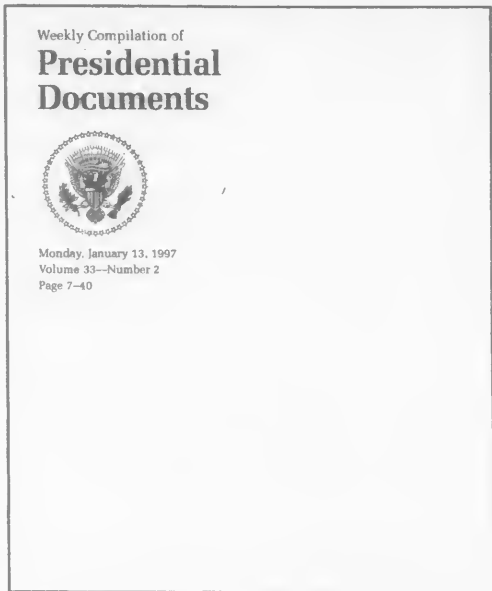 Weekly Compilation of
Presidential
Documents
Monday, January 13, 1997
Volume 33—Number 2
Page 7–40